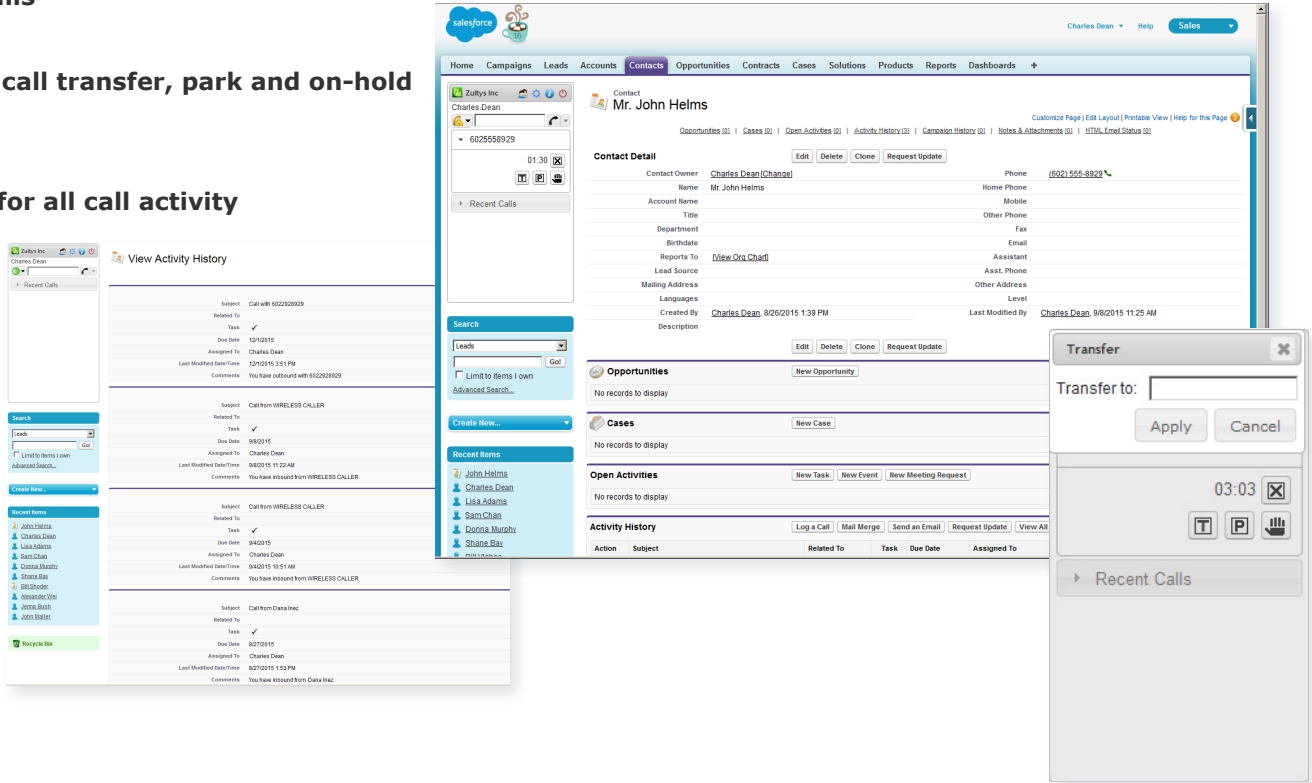 call transfer, park and on-hold
for all call activity
salesforce
Charles Dean Help Sales
Home Campaigns Leads Accounts Contacts Opportunities Contracts Cases Solutions Products Reports Dashboards +
Zultys Inc
Charles.Dean
6025558929
01:30
T P
Recent Calls
Contact
Mr. John Helms
Customize Page | Edit Layout | Printable View | Help for this Page
Opportunities [0] | Cases [0] | Open Activities [0] | Activity History [3] | Campaign History [0] | Notes & Attachments [0] | HTML Email Status [0]
Contact Detail Edit Delete Clone Request Update
Contact Owner Charles Dean [Change] Phone (602) 555-8929
Name Mr. John Helms Home Phone
Account Name Mobile
Title Other Phone
Department Fax
Birthdate Email
Reports To [View Org Chart] Assistant
Lead Source Asst. Phone
Mailing Address Other Address
Languages Level
Created By Charles Dean, 8/26/2015 1:39 PM Last Modified By Charles Dean, 9/8/2015 11:25 AM
Description
Edit Delete Clone Request Update
Search
Leads
Go!
Limit to items I own
Advanced Search...
Create New...
Recent Items
John Helms
Charles Dean
Lisa Adams
Sam Chan
Donna Murphy
Shane Bay
Opportunities New Opportunity
No records to display
Cases New Case
No records to display
Open Activities New Task New Event New Meeting Request
No records to display
Activity History Log a Call Mail Merge Send an Email Request Update View All
Action Subject Related To Task Due Date Assigned To
Transfer
Transfer to:
Apply Cancel
03:03
T P
Recent Calls
Zultys Inc
Charles.Dean
Recent Calls
Search
Leads
Go!
Limit to items I own
Advanced Search...
Create New...
Recent Items
John Helms
Charles Dean
Lisa Adams
Sam Chan
Donna Murphy
Shane Bay
Bill Shoder
Alexander Wei
Jenna Bush
John Maller
Recycle Bin
View Activity History
Subject Call with 6022928929
Related To
Task ✓
Due Date 12/1/2015
Assigned To Charles Dean
Last Modified Date/Time 12/1/2015 3:51 PM
Comments You have outbound with 6022928929
Subject Call from WIRELESS CALLER
Related To
Task ✓
Due Date 9/8/2015
Assigned To Charles Dean
Last Modified Date/Time 9/8/2015 11:22 AM
Comments You have inbound from WIRELESS CALLER
Subject Call from WIRELESS CALLER
Related To
Task ✓
Due Date 9/4/2015
Assigned To Charles Dean
Last Modified Date/Time 9/4/2015 10:51 AM
Comments You have inbound from WIRELESS CALLER
Subject Call from Dana Inez
Related To
Task ✓
Due Date 8/27/2015
Assigned To Charles Dean
Last Modified Date/Time 8/27/2015 1:53 PM
Comments You have inbound from Dana Inez